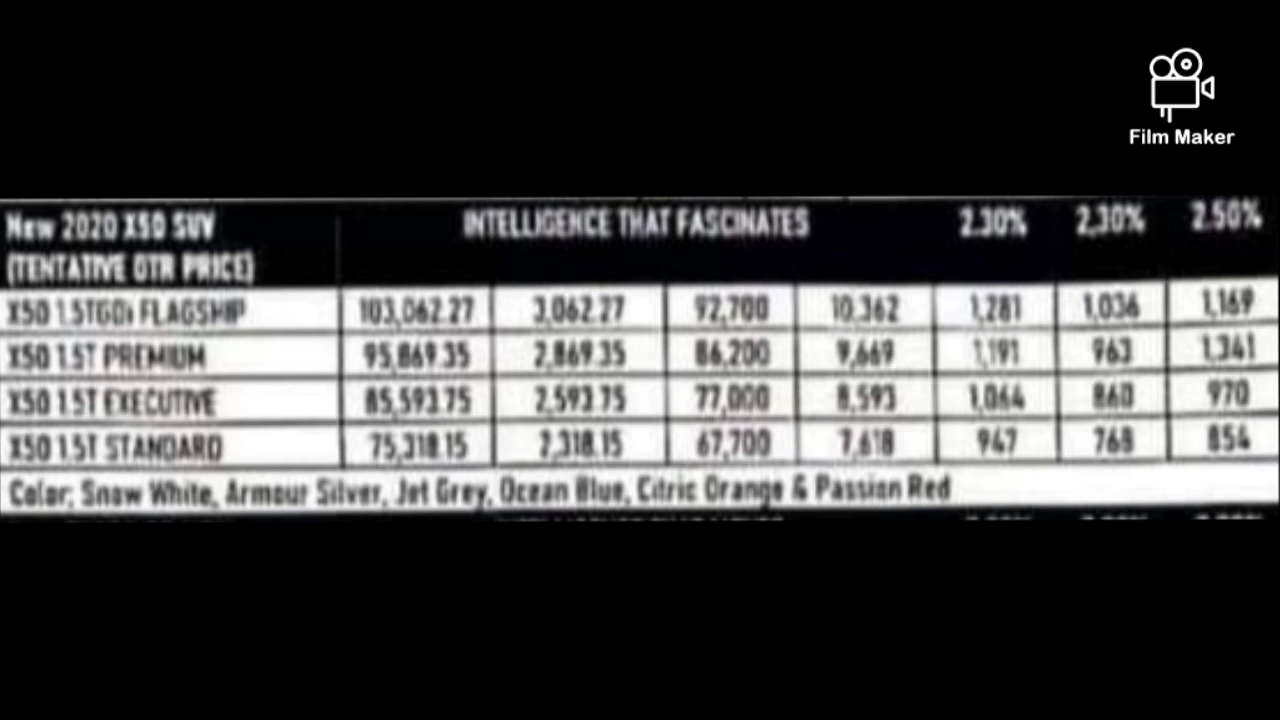 Film Maker
New 2020 X50 SUV INTELLIGENCE THAT FASCINATES 2.30% 2,30% 2.50%
(TENTATIVE OTR PRICE)
X50 1.5TGDi FLAGSHIP 103,062.27 3,062.27 92,700 10,362 1,281 1,036 1,169
X50 1.5T PREMIUM 95,869.35 2,869.35 86,200 9,669 1,191 963 1,341
X50 1.5T EXECUTIVE 85,593.75 2,593.75 77,000 8,593 1,064 860 970
X50 1.5T STANDARD 75,318.15 2,318.15 67,700 7,618 947 768 854
Color; Snow White, Armour Silver, Jet Grey, Ocean Blue, Citric Orange & Passion Red